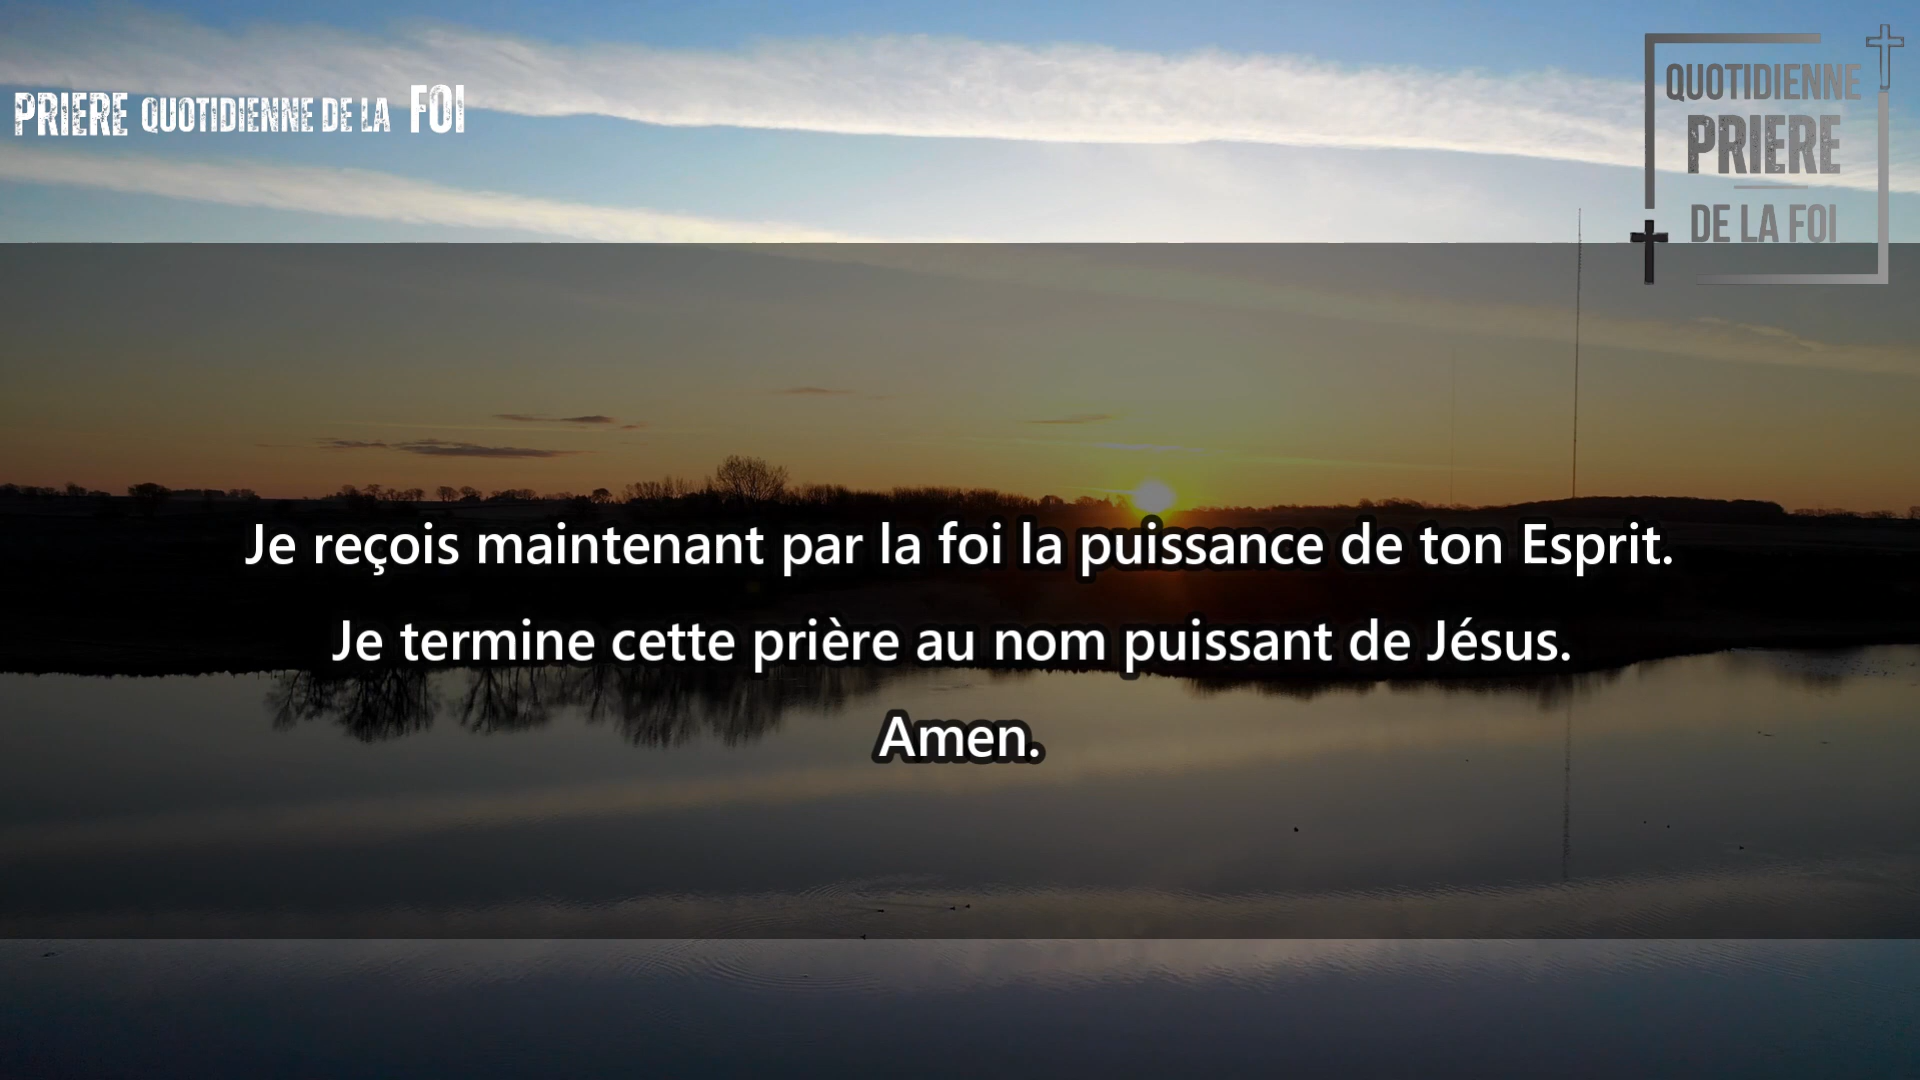 PRIERE QUOTIDIENNE DE LA FOI
QUOTIDIENNE
PRIERE
DE LA FOI
Je reçois maintenant par la foi la puissance de ton Esprit.
Je termine cette prière au nom puissant de Jésus.
Amen.